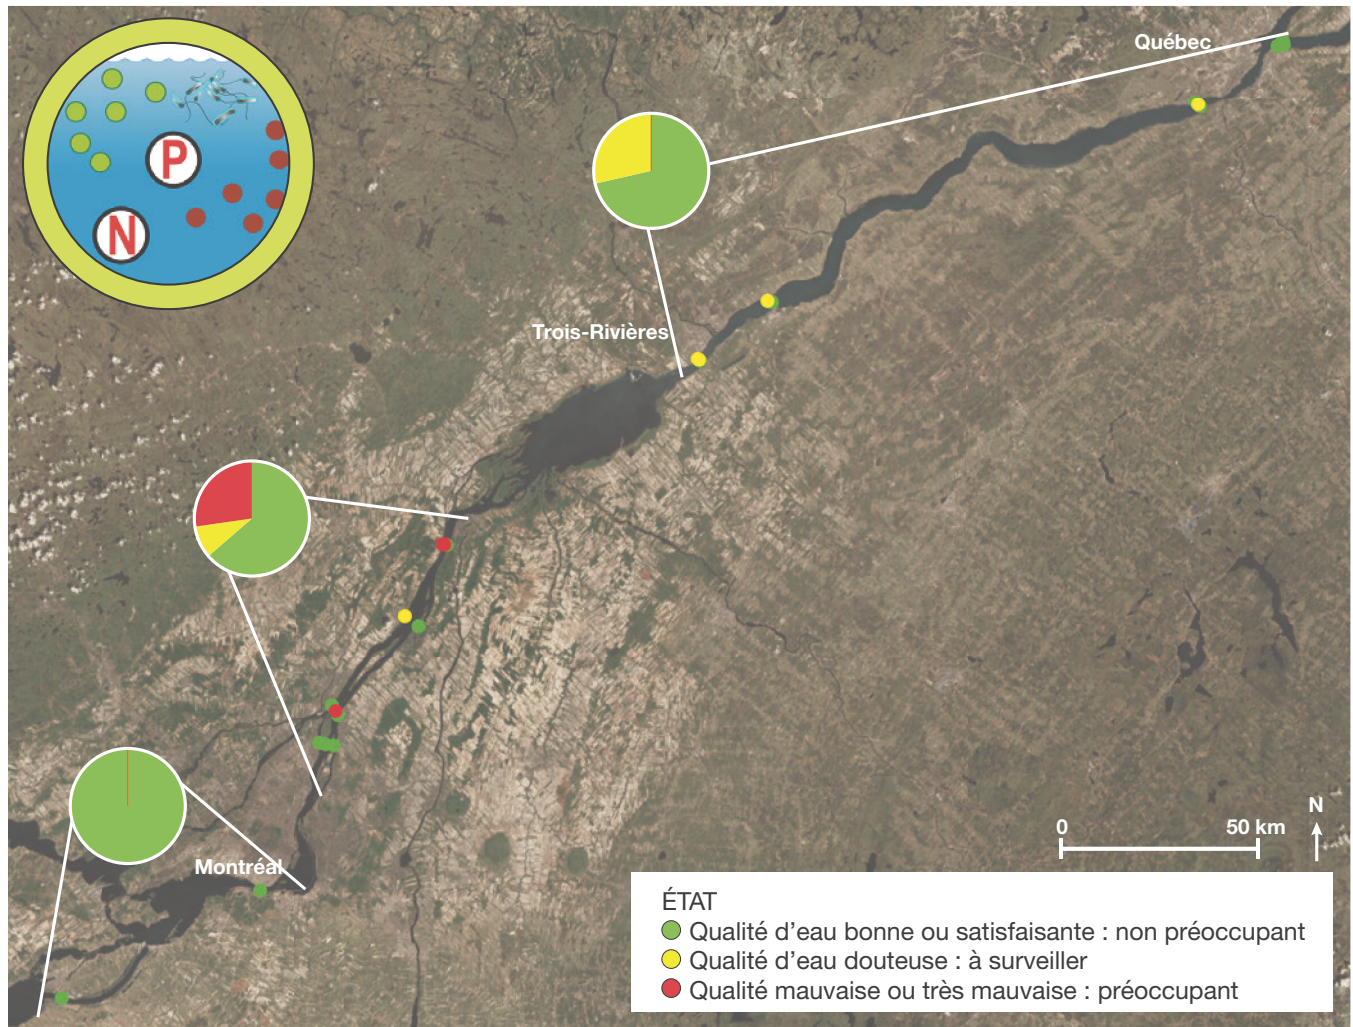 Québec
P
N
Trois-Rivières
Montréal
0 50 km
N
ÉTAT
Qualité d'eau bonne ou satisfaisante : non préoccupant
Qualité d'eau douteuse : à surveiller
Qualité mauvaise ou très mauvaise : préoccupant